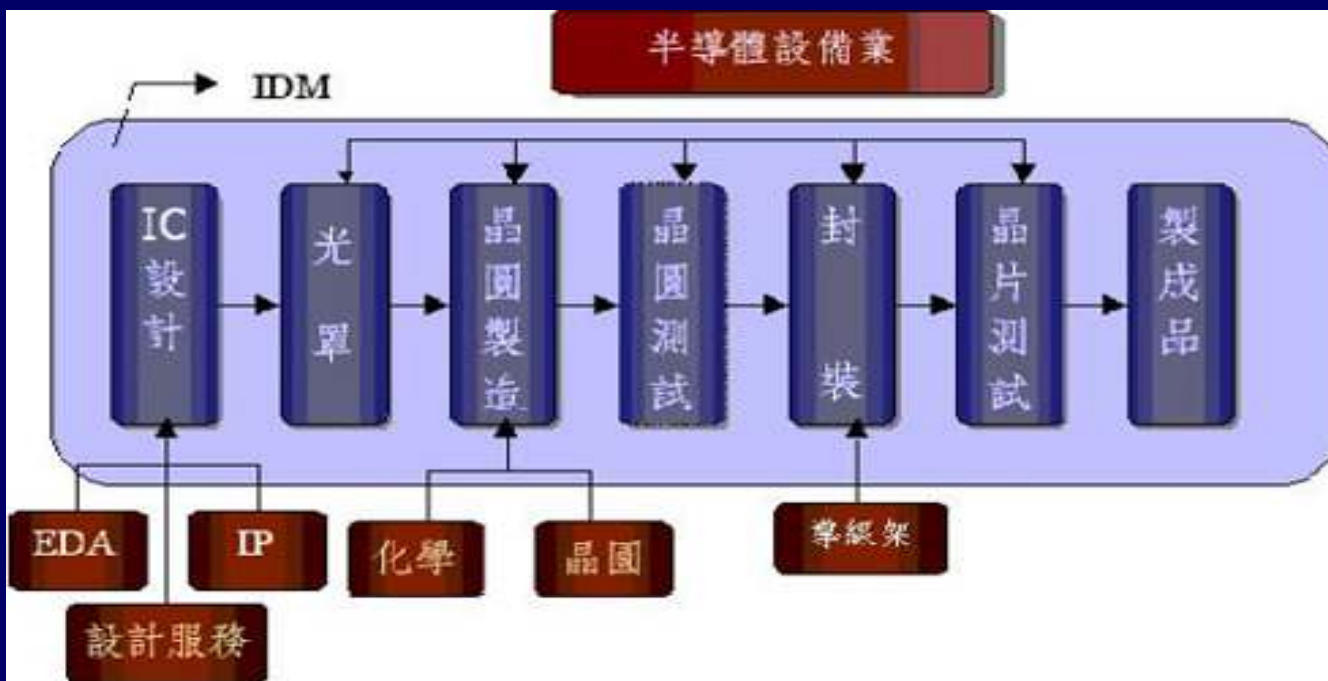 半導體設備業
IDM
IC設計
光罩
晶圓製造
晶圓測試
封裝
晶片測試
製成品
EDA
IP
化學
晶圓
導線架
設計服務